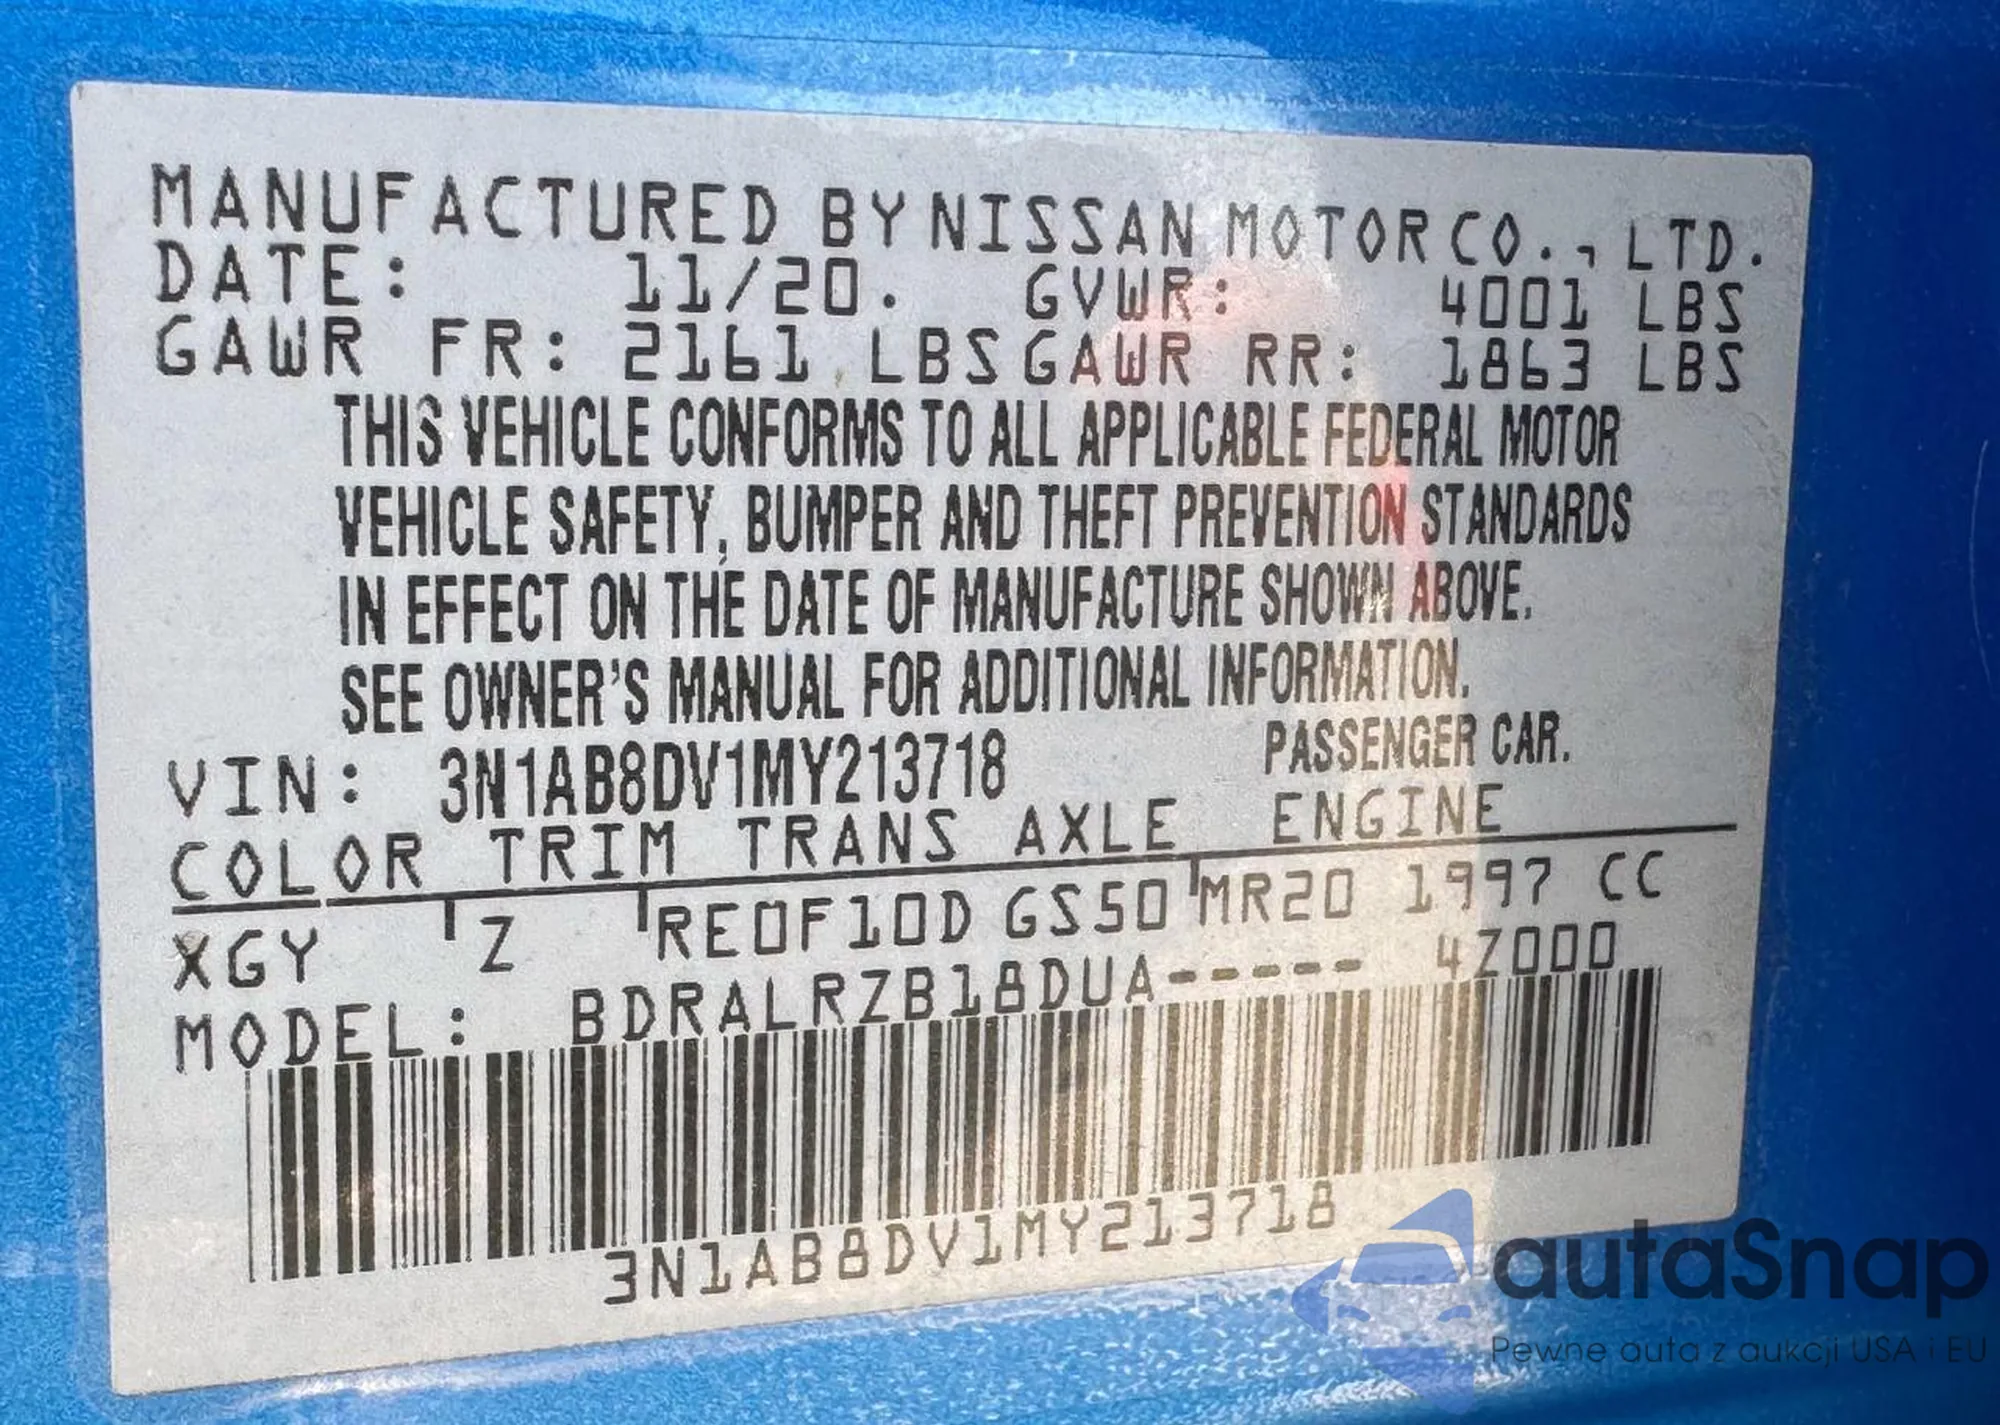 MANUFACTURED BY NISSAN MOTOR CO., LTD.
DATE: 11/20. GVWR: 4001 LBS
GAWR FR: 2161 LBS GAWR RR: 1863 LBS
THIS VEHICLE CONFORMS TO ALL APPLICABLE FEDERAL MOTOR
VEHICLE SAFETY, BUMPER AND THEFT PREVENTION STANDARDS
IN EFFECT ON THE DATE OF MANUFACTURE SHOWN ABOVE.
SEE OWNER'S MANUAL FOR ADDITIONAL INFORMATION.
VIN: 3N1AB8DV1MY213718 PASSENGER CAR.
COLOR TRIM TRANS AXLE ENGINE
XGY Z RE0F10D GS50 MR20 1997 CC
MODEL: BDRALRZB18DUA----- 4Z000
3N1AB8DV1MY213718
autaSnap
Pewne auta z aukcji USA i EU